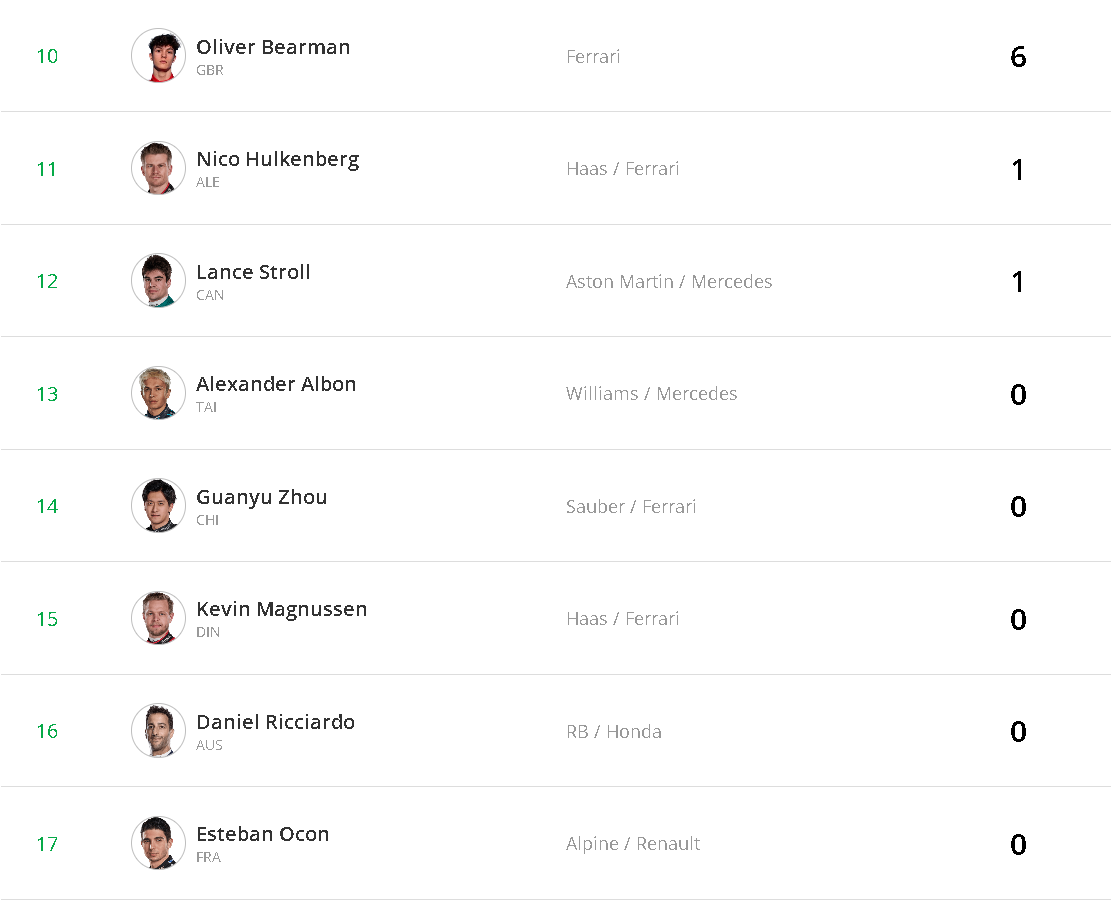 10 Oliver Bearman Ferrari 6
GBR
11 Nico Hulkenberg Haas / Ferrari 1
ALE
12 Lance Stroll Aston Martin / Mercedes 1
CAN
13 Alexander Albon Williams / Mercedes 0
TAI
14 Guanyu Zhou Sauber / Ferrari 0
CHI
15 Kevin Magnussen Haas / Ferrari 0
DIN
16 Daniel Ricciardo RB / Honda 0
AUS
17 Esteban Ocon Alpine / Renault 0
FRA